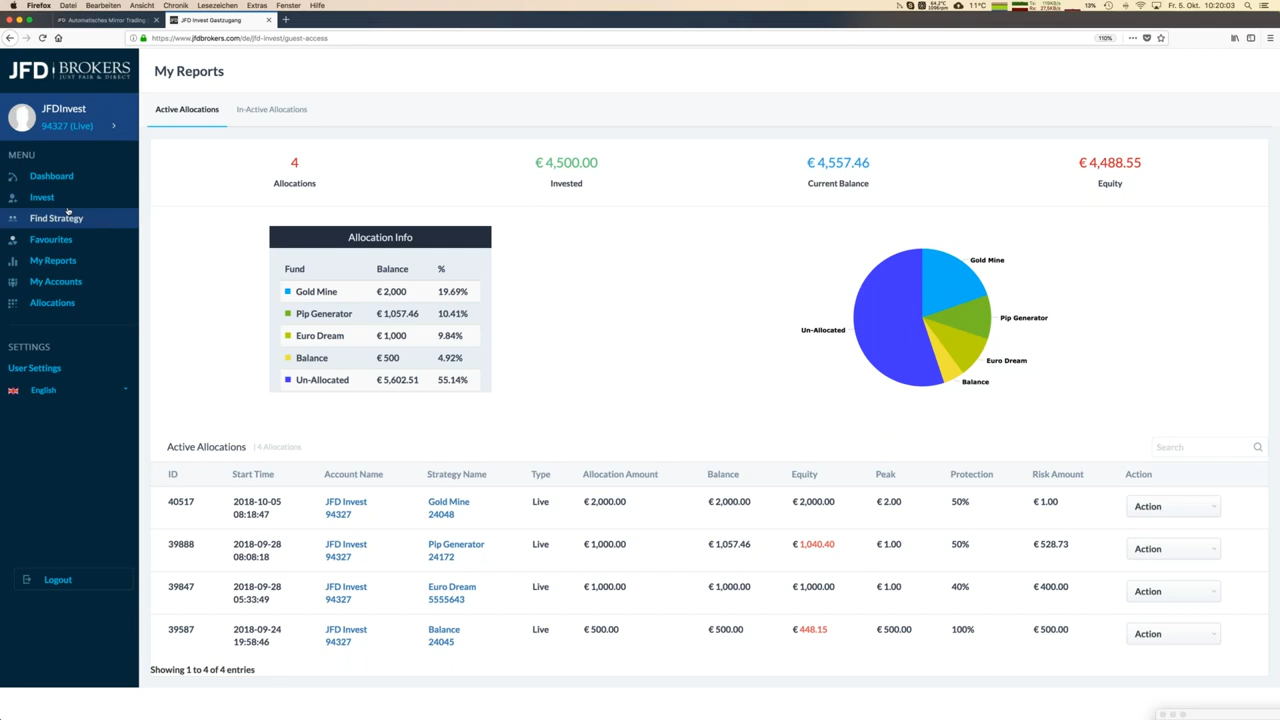 Firefox Datei Bearbeiten Ansicht Chronik Lesezeichen Extras Fenster Hilfe
11°C 13% Fr. 5. Okt. 10:20:03
Automatisches Mirror Trading
JFD Invest Gastzugang
https://www.jfdbrokers.com/de/jfd-invest/guest-access
110%
JFD BROKERS
JUST FAIR & DIRECT
JFDInvest
94327 (Live)
MENU
Dashboard
Invest
Find Strategy
Favourites
My Reports
My Accounts
Allocations
SETTINGS
User Settings
English
Logout
My Reports
Active Allocations In-Active Allocations
4 € 4,500.00 € 4,557.46 € 4,488.55
Allocations Invested Current Balance Equity
Allocation Info
Fund Balance %
Gold Mine € 2,000 19.69%
Pip Generator € 1,057.46 10.41%
Euro Dream € 1,000 9.84%
Balance € 500 4.92%
Un-Allocated € 5,602.51 55.14%
Gold Mine
Pip Generator
Un-Allocated
Euro Dream
Balance
Active Allocations | 4 Allocations Search
ID Start Time Account Name Strategy Name Type Allocation Amount Balance Equity Peak Protection Risk Amount Action
40517 2018-10-05 JFD Invest Gold Mine Live € 2,000.00 € 2,000.00 € 2,000.00 € 2.00 50% € 1.00 Action
08:18:47 94327 24048
39888 2018-09-28 JFD Invest Pip Generator Live € 1,000.00 € 1,057.46 € 1,040.40 € 1.00 50% € 528.73 Action
08:08:18 94327 24172
39847 2018-09-28 JFD Invest Euro Dream Live € 1,000.00 € 1,000.00 € 1,000.00 € 1.00 40% € 400.00 Action
05:33:49 94327 5555643
39587 2018-09-24 JFD Invest Balance Live € 500.00 € 500.00 € 448.15 € 500.00 100% € 500.00 Action
19:58:46 94327 24045
Showing 1 to 4 of 4 entries